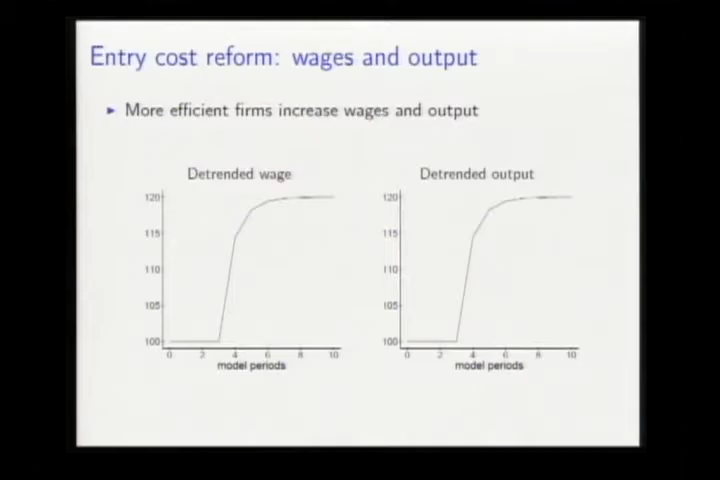 Entry cost reform: wages and output
► More efficient firms increase wages and output
Detrended wage
120
115
110
105
100
0 2 4 6 8 10
model periods
Detrended output
120
115
110
105
100
0 2 4 6 8 10
model periods